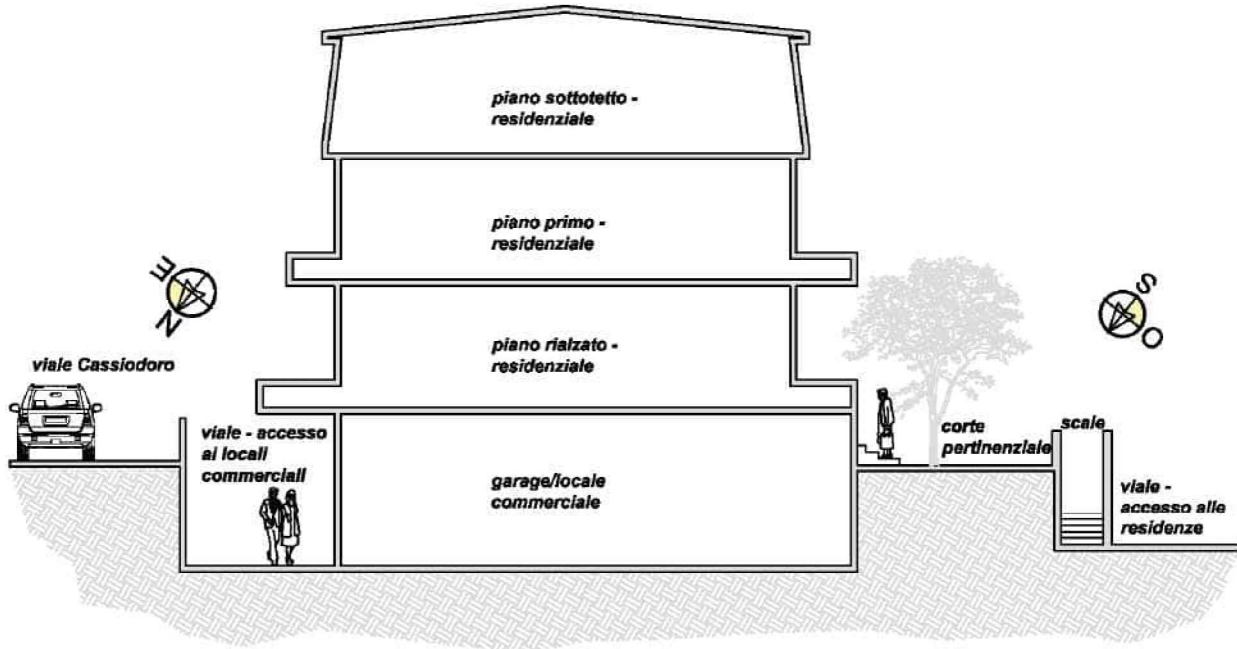 piano sottotetto -
residenziale
piano primo -
residenziale
E
N
S
O
piano rialzato -
residenziale
viale Cassiodoro
viale - accesso
ai locali
commerciali
garage/locale
commerciale
corte
pertinenziale
scale
viale -
accesso alle
residenze